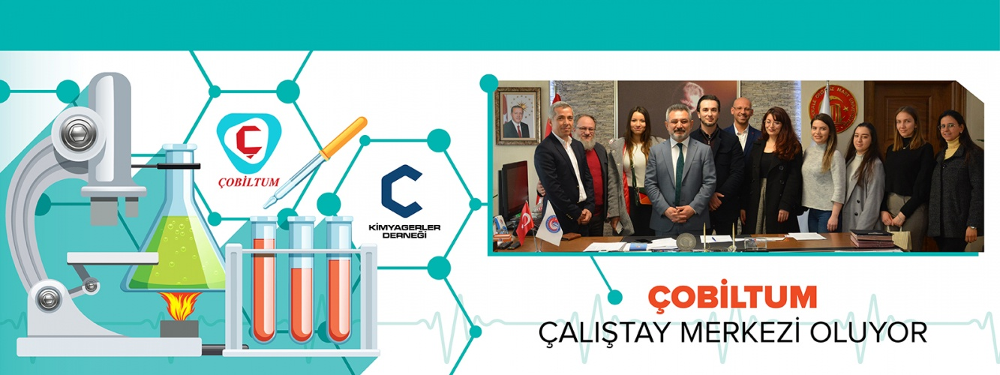 ÇOBİLTUM
KİMYAGERLER
DERNEĞİ
ÇOBİLTUM
ÇALIŞTAY MERKEZİ OLUYOR